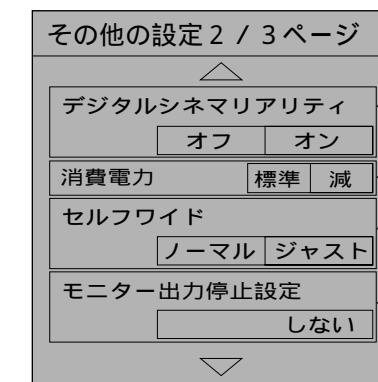 その他の設定２／３ページ
デジタルシネマリアリティ
オフ オン
消費電力 標準 減
セルフワイド
ノーマル ジャスト
モニター出力停止設定
しない